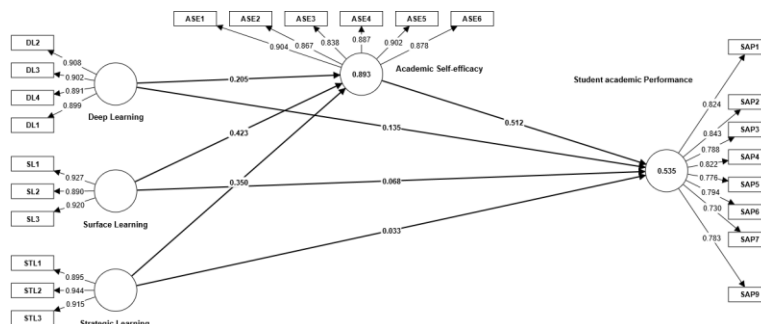 ASE1 ASE2 ASE3 ASE4 ASE5 ASE6
0.904 0.867 0.838 0.887 0.902 0.878
Academic Self-efficacy
0.893
DL2
DL3
DL4
DL1
0.908
0.902
0.891
0.899
Deep Learning
0.205
0.135
0.423
0.068
0.350
0.033
0.512
SL1
SL2
SL3
0.927
0.890
0.920
Surface Learning
STL1
STL2
STL3
0.895
0.944
0.915
Strategic Learning
Student academic Performance
0.535
0.824
0.843
0.788
0.822
0.776
0.794
0.730
0.783
SAP1
SAP2
SAP3
SAP4
SAP5
SAP6
SAP7
SAP9